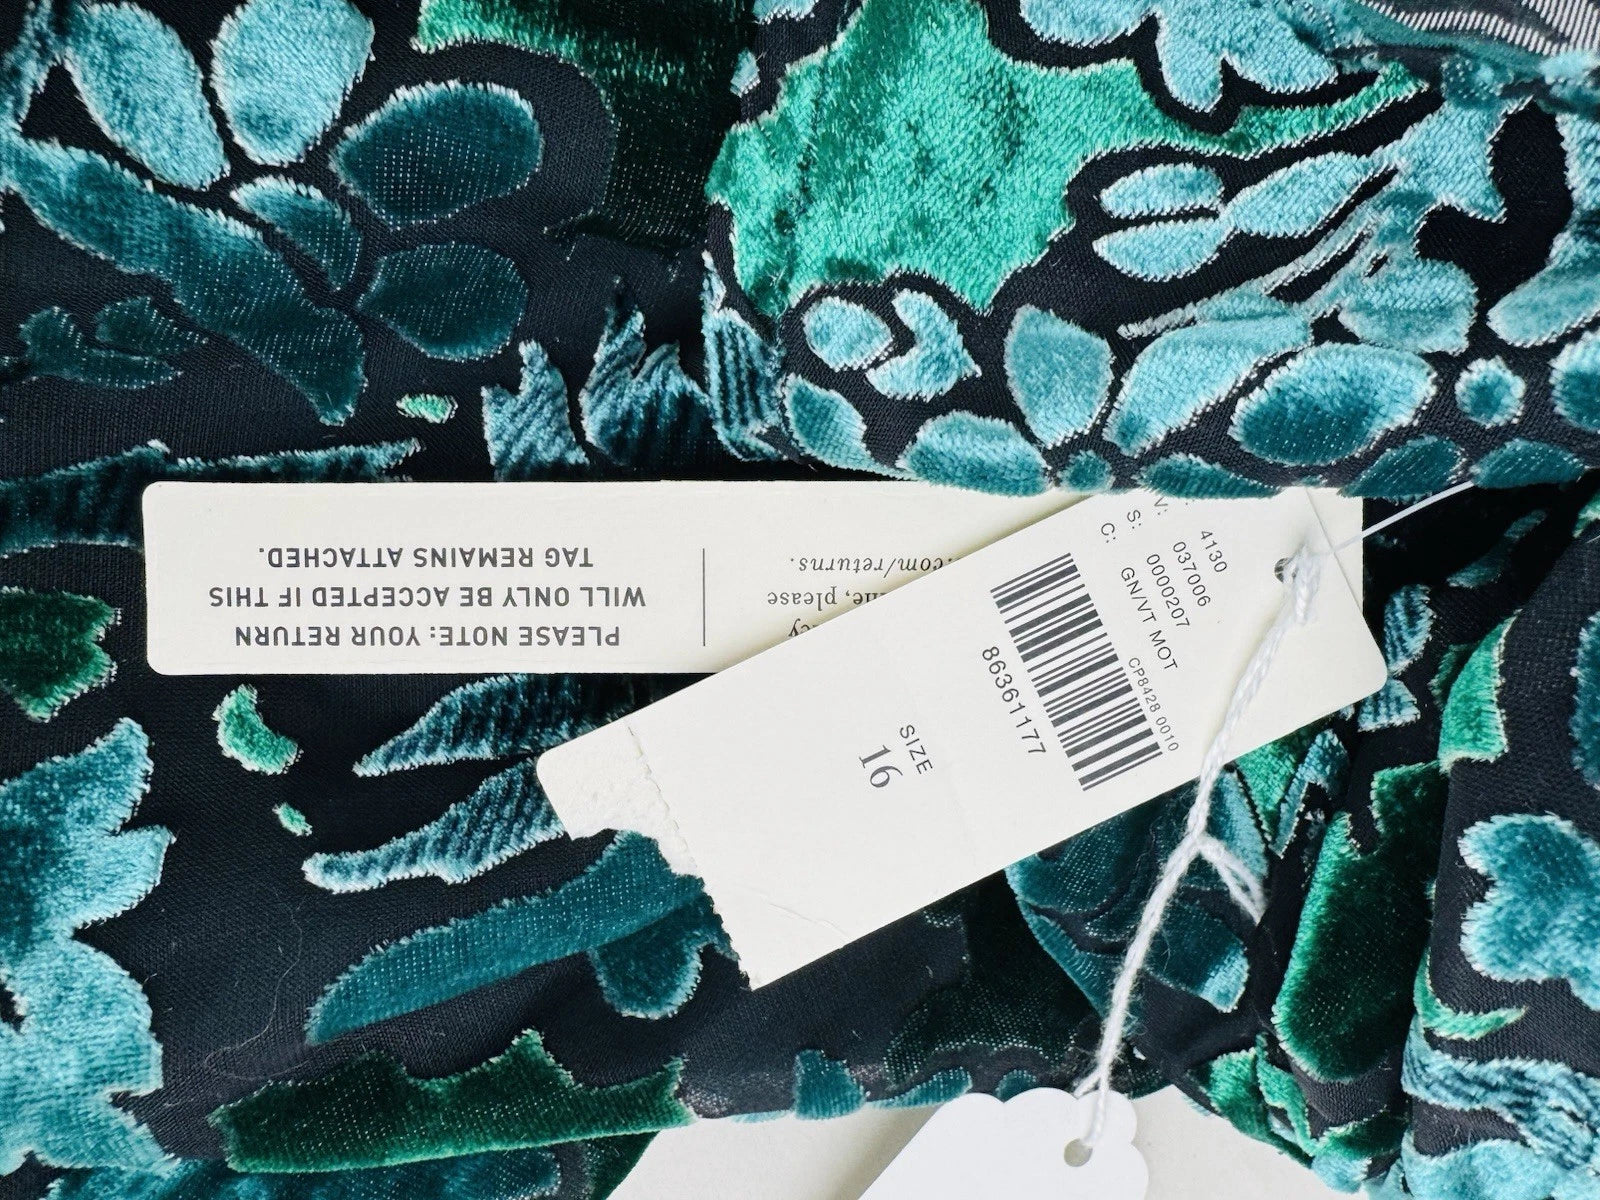 PLEASE NOTE: YOUR RETURN
WILL ONLY BE ACCEPTED IF THIS
TAG REMAINS ATTACHED.
please
.com/returns.
V: 4130
S: 037006
C: 0000207
GN/VT MOT
CP8428 0010
86361177
SIZE
16